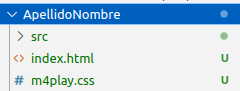 ApellidoNombre
src
index.html U
m4play.css U